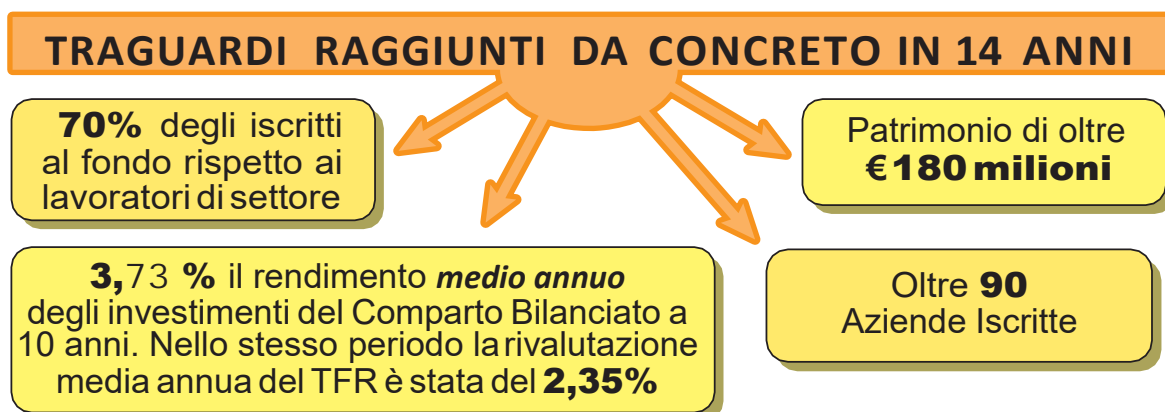 TRAGUARDI RAGGIUNTI DA CONCRETO IN 14 ANNI
70% degli iscritti
al fondo rispetto ai
lavoratori di settore
Patrimonio di oltre
€180 milioni
3,73 % il rendimento medio annuo
degli investimenti del Comparto Bilanciato a
10 anni. Nello stesso periodo la rivalutazione
media annua del TFR è stata del 2,35%
Oltre 90
Aziende Iscritte